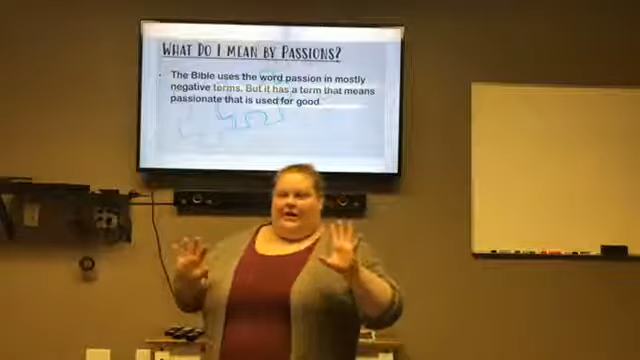 WHAT DO I MEAN BY PASSIONS?
• The Bible uses the word passion in mostly
negative terms. But it has a term that means
passionate that is used for good